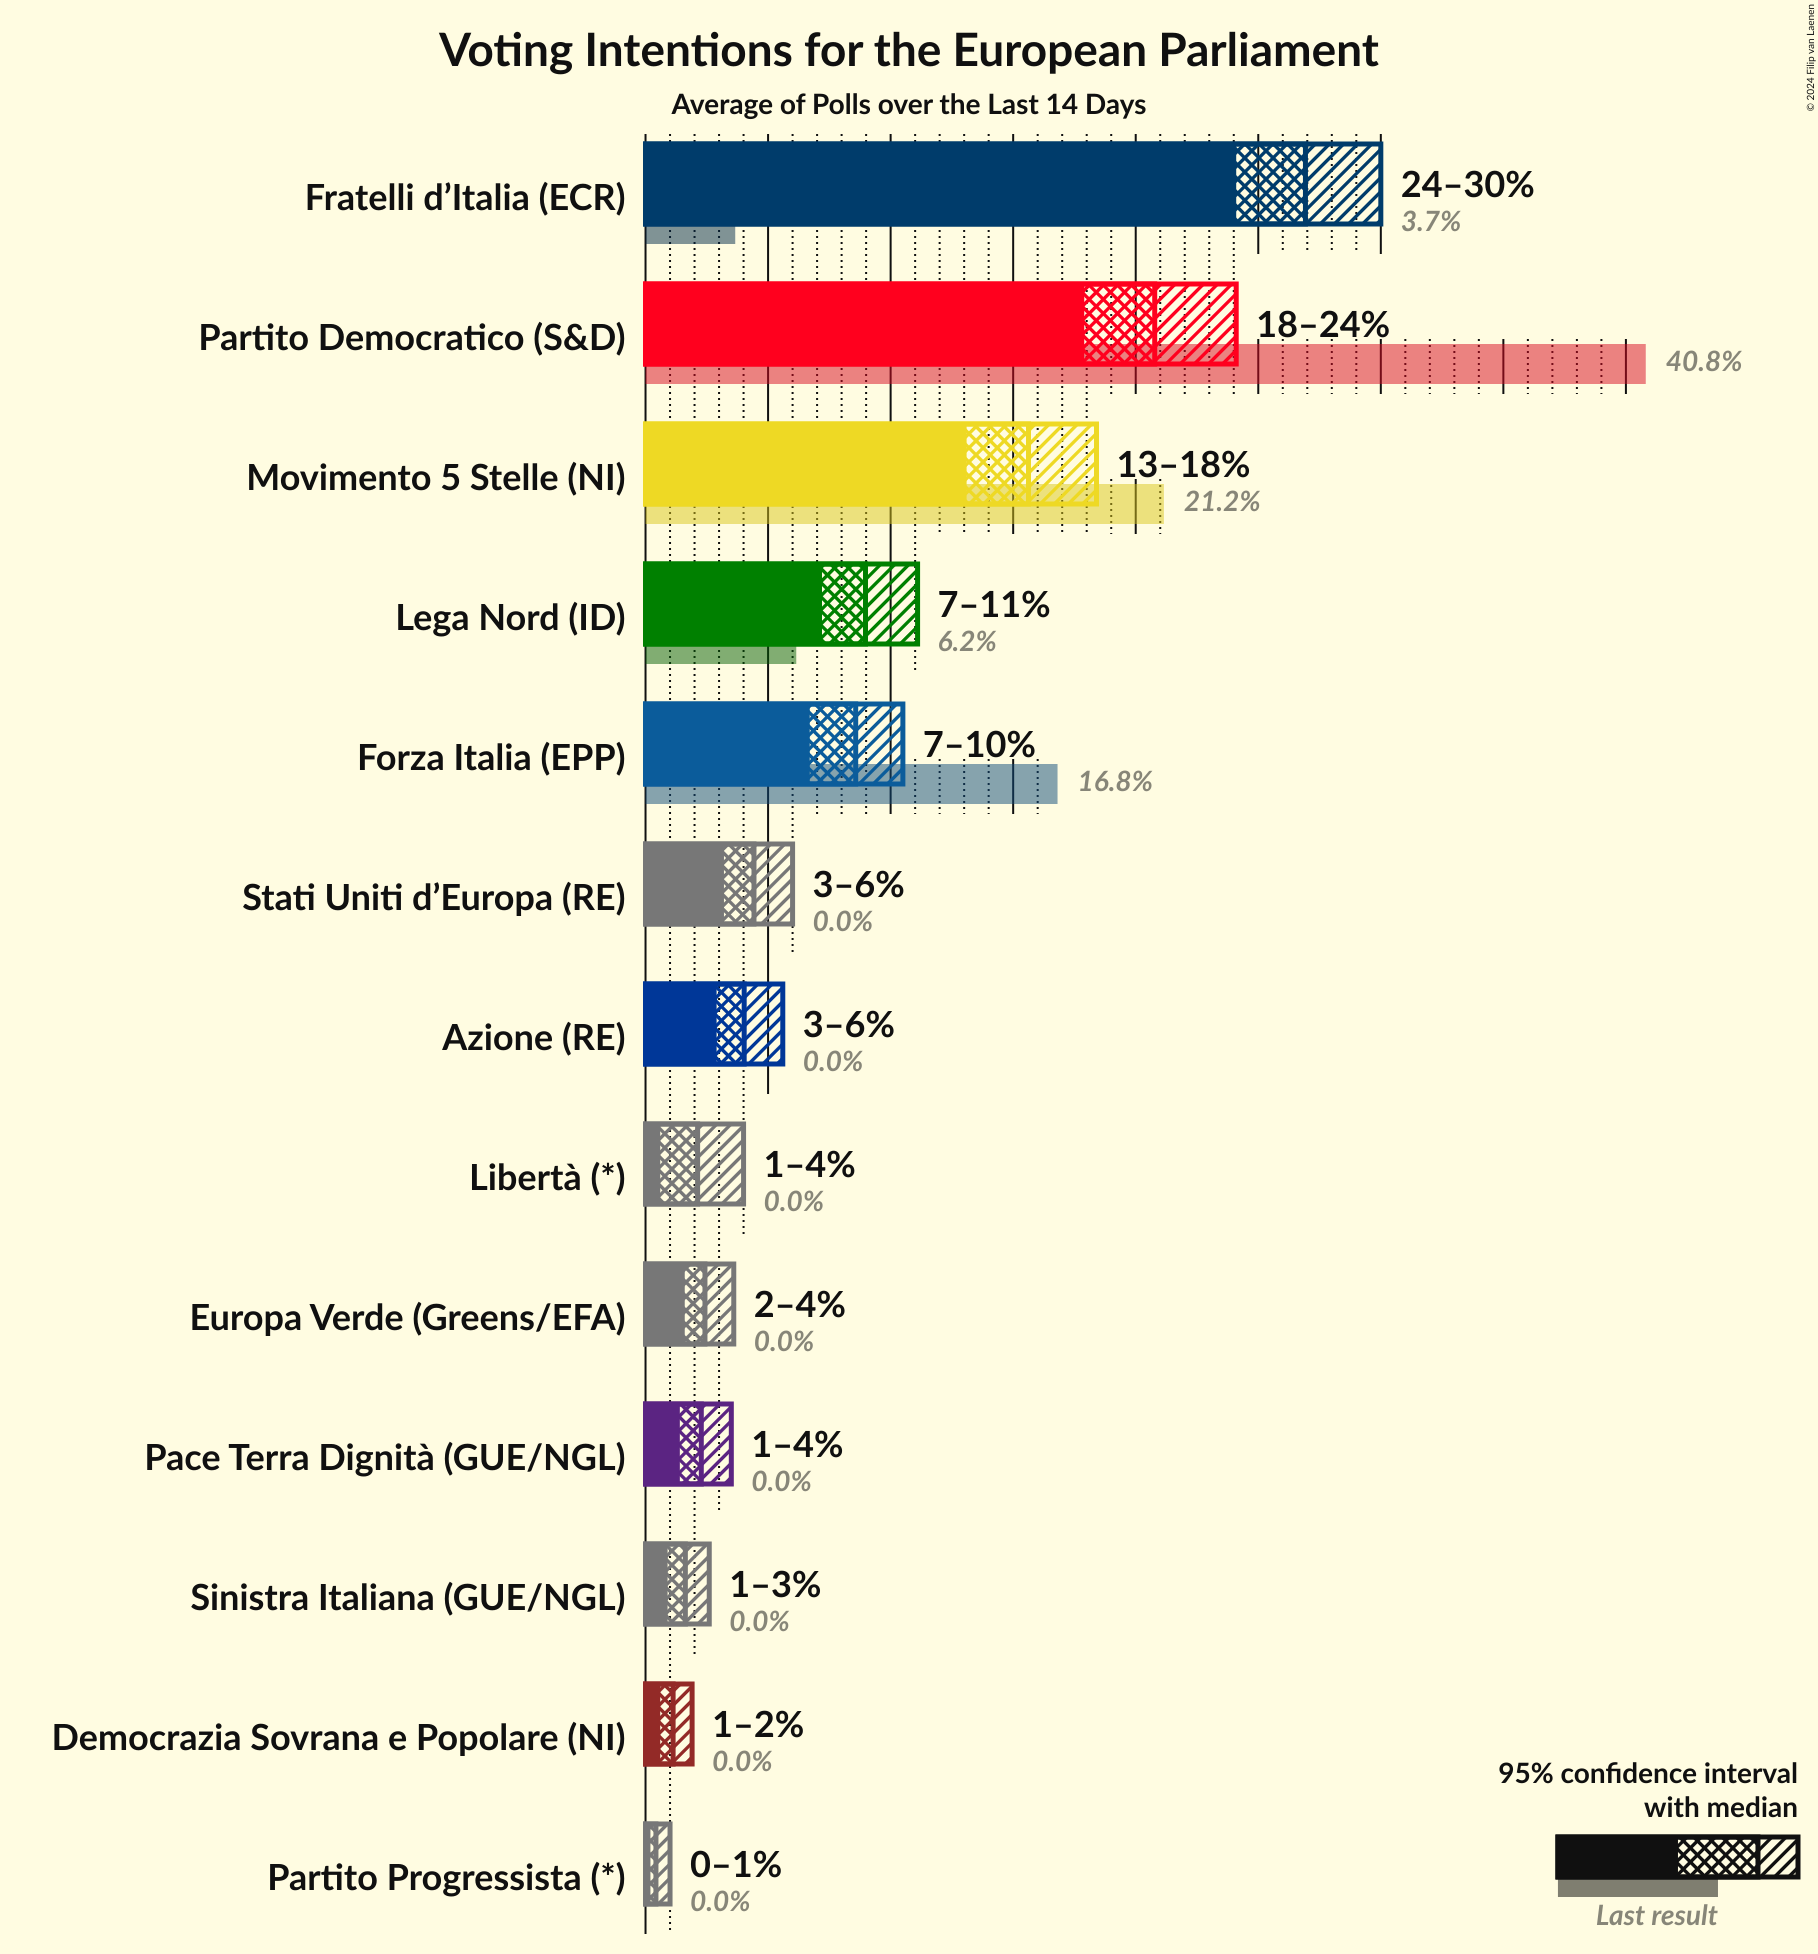 Voting Intentions for the European Parliament
Average of Polls over the Last 14 Days
© 2024 Filip van Laenen
Fratelli d’Italia (ECR)
24–30%
3.7%
Partito Democratico (S&D)
18–24%
40.8%
Movimento 5 Stelle (NI)
13–18%
21.2%
Lega Nord (ID)
7–11%
6.2%
Forza Italia (EPP)
7–10%
16.8%
Stati Uniti d’Europa (RE)
3–6%
0.0%
Azione (RE)
3–6%
0.0%
Libertà (*)
1–4%
0.0%
Europa Verde (Greens/EFA)
2–4%
0.0%
Pace Terra Dignità (GUE/NGL)
1–4%
0.0%
Sinistra Italiana (GUE/NGL)
1–3%
0.0%
Democrazia Sovrana e Popolare (NI)
1–2%
0.0%
Partito Progressista (*)
0–1%
0.0%
95% confidence interval
with median
Last result